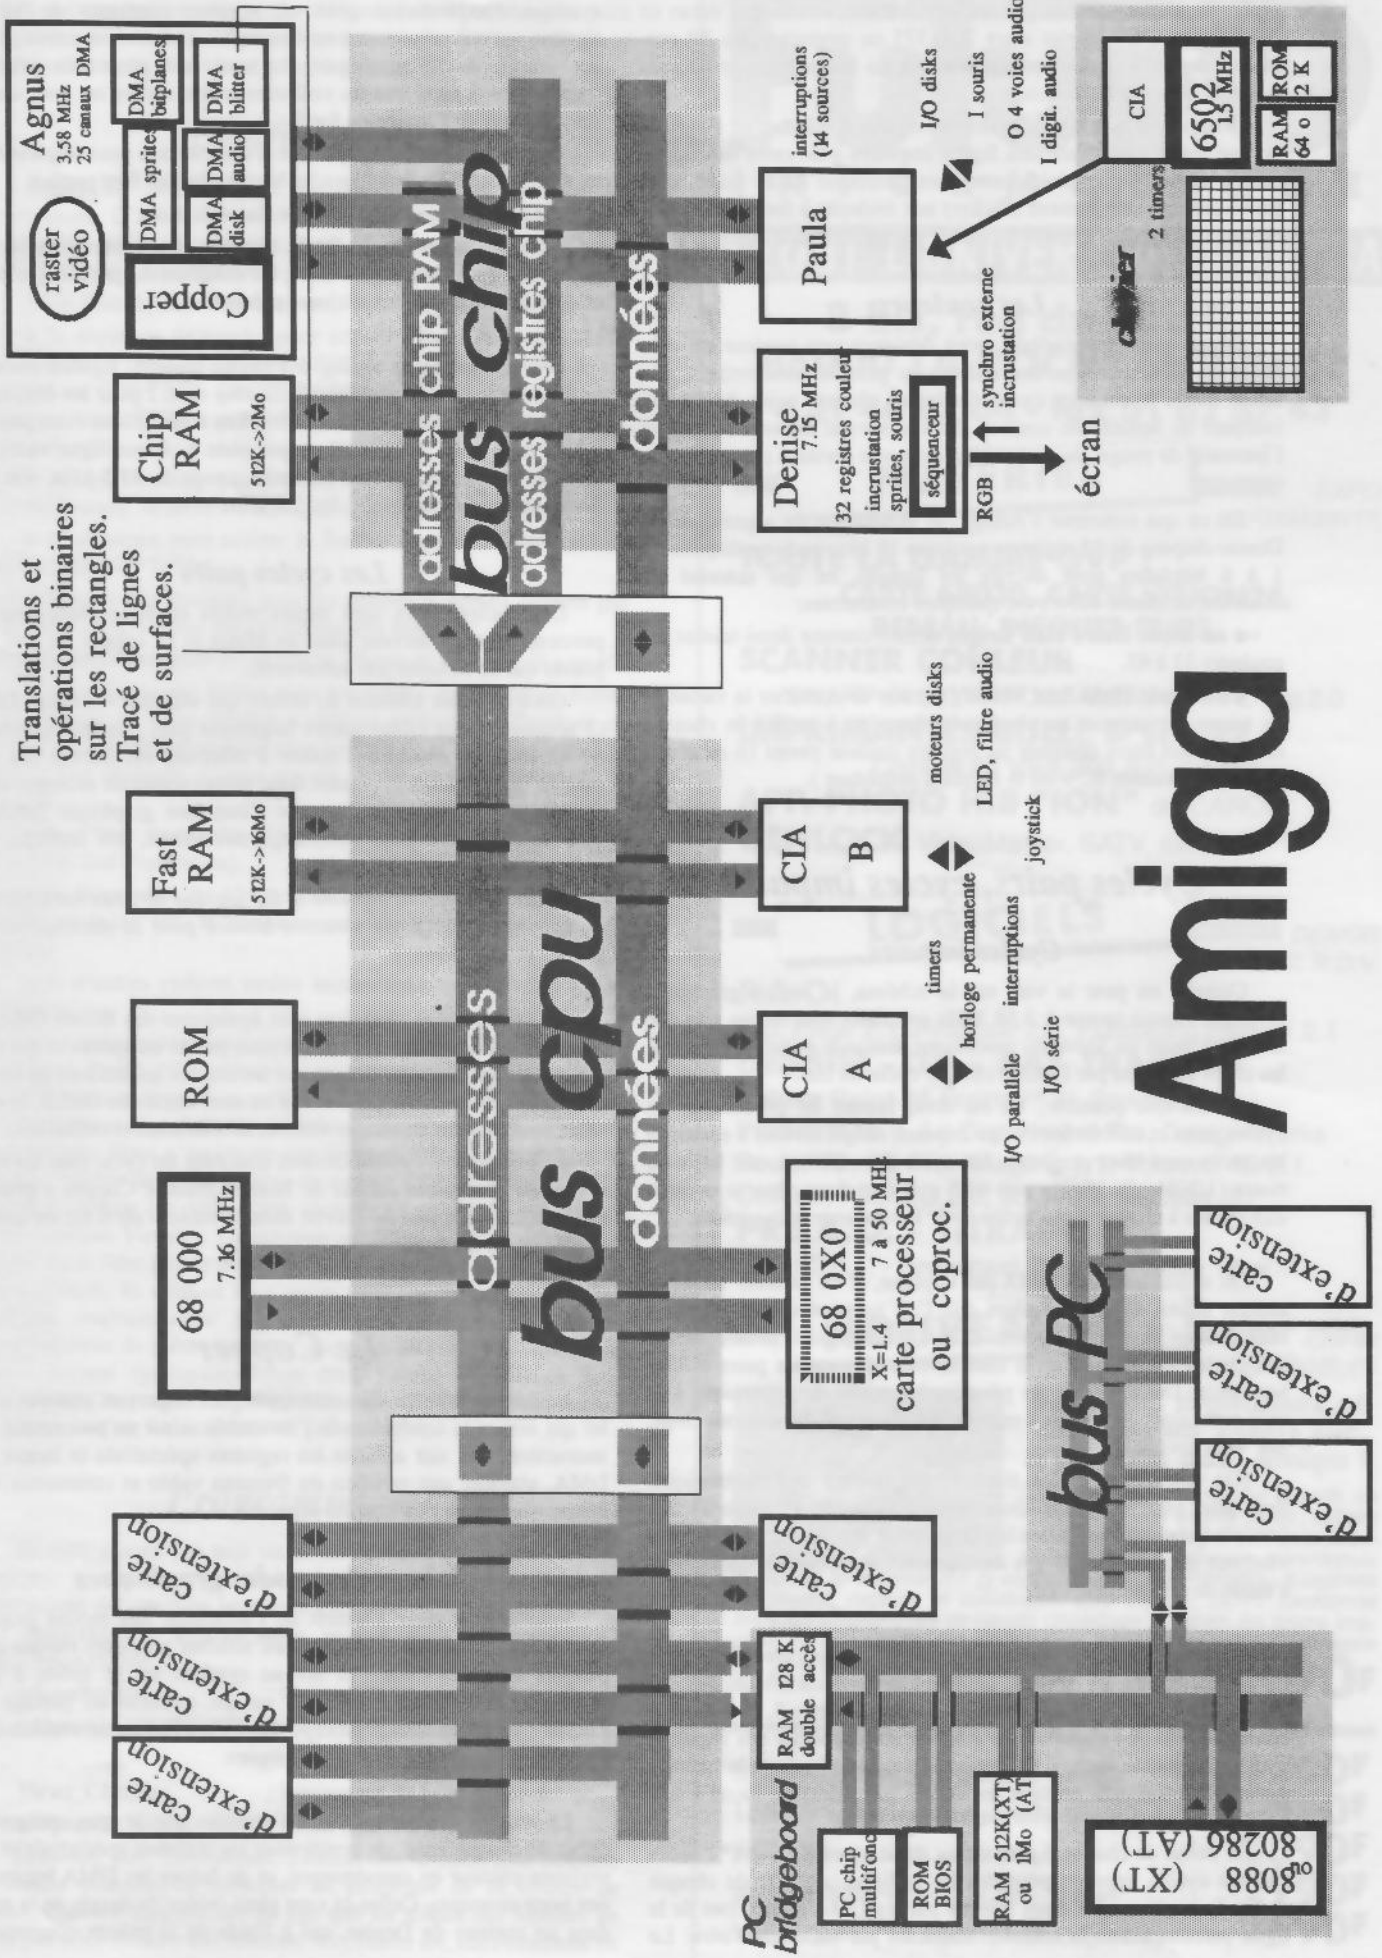 Translations et
opérations binaires
sur les rectangles.
Tracé de lignes
et de surfaces.
68 000
7.16 MHz
ROM
Fast
RAM
512K->16Mo
Chip
RAM
512K->2Mo
Agnus
3.58 MHz
25 canaux DMA
raster
vidéo
Copper
DMA sprites
DMA
bitplanes
DMA
disk
DMA
audio
DMA
blitter
carte
d'extension
carte
d'extension
carte
d'extension
adresses
bus cpu
données
adresses chip RAM
bus chip
adresses registres chip
données
carte
d'extension
68 0X0
X=1..4 7 à 50 MHz
carte processeur
ou coproc.
CIA
A
CIA
B
timers
horloge permanente
I/O parallèle
interruptions
I/O série
joystick
moteurs disks
LED, filtre audio
Denise
7.15 MHz
32 registres couleur
incrustation
sprites, souris
séquenceur
RGB
synchro externe
incrustation
écran
Paula
interruptions
(14 sources)
I/O disks
I souris
O 4 voies audio
I digit. audio
clavier
2 timers
CIA
6502
1.5 MHz
RAM
64 o
ROM
2 K
Amiga
PC
bridgeboard
RAM 128 K
double accès
PC chip
multifonc
ROM
BIOS
RAM 512K(XT)
ou 1Mo (AT
8088 (XT)
ou
80286 (AT)
bus PC
carte
d'extension
carte
d'extension
carte
d'extension